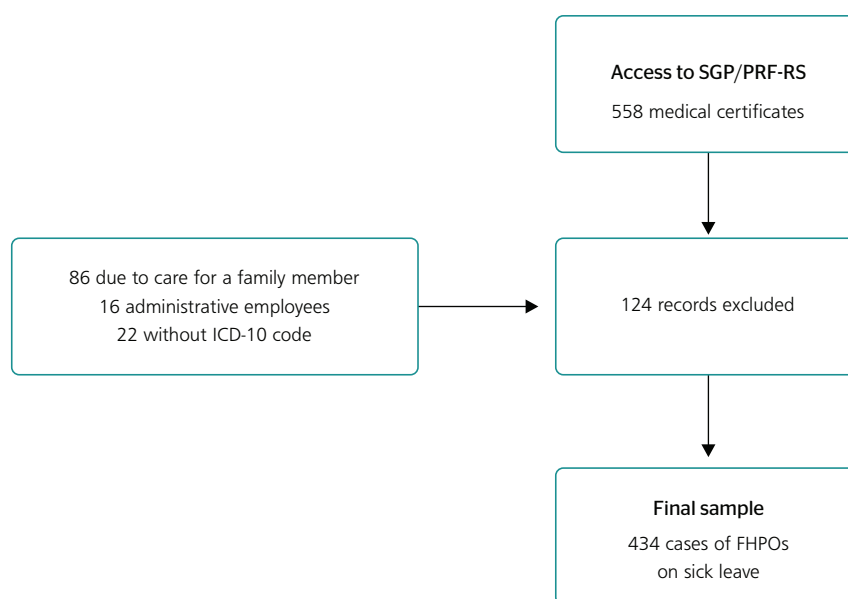 Access to SGP/PRF-RS
558 medical certificates
86 due to care for a family member
16 administrative employees
22 without ICD-10 code
124 records excluded
Final sample
434 cases of FHPOs
on sick leave